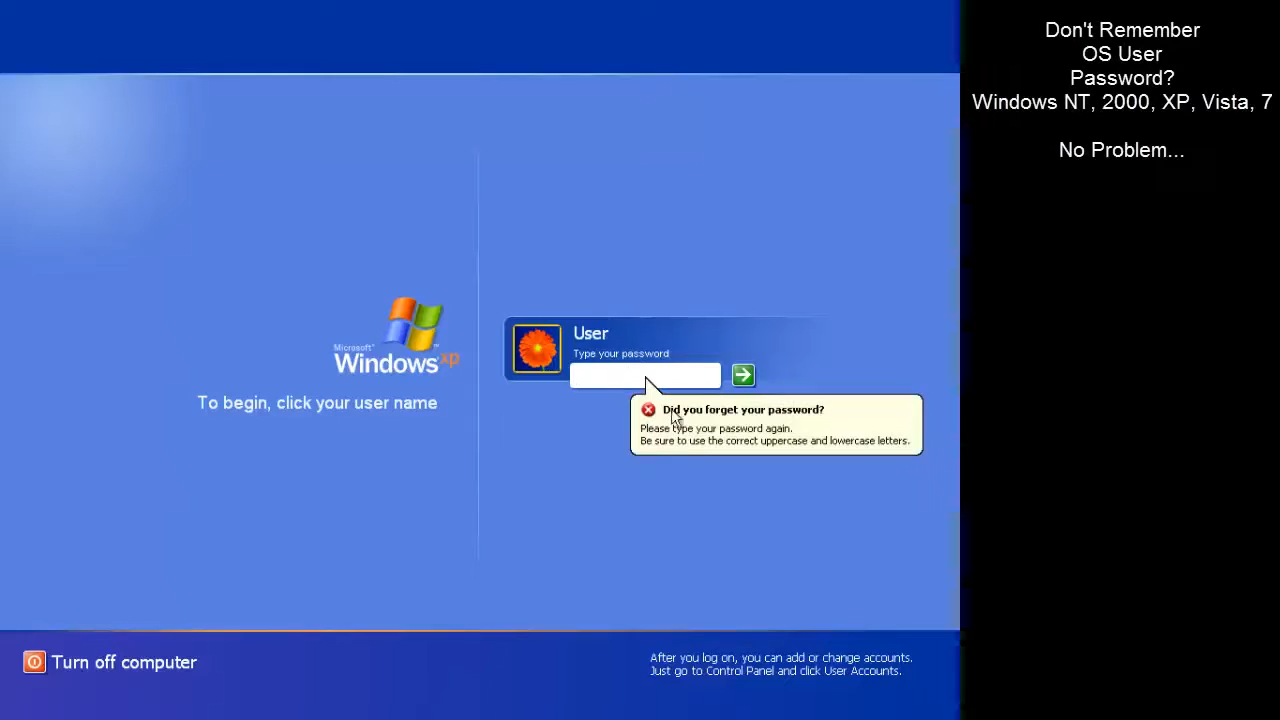 Don't Remember
OS User
Password?
Windows NT, 2000, XP, Vista, 7
No Problem...
Microsoft
Windows xp
To begin, click your user name
User
Type your password
Did you forget your password?
Please type your password again.
Be sure to use the correct uppercase and lowercase letters.
Turn off computer
After you log on, you can add or change accounts.
Just go to Control Panel and click User Accounts.